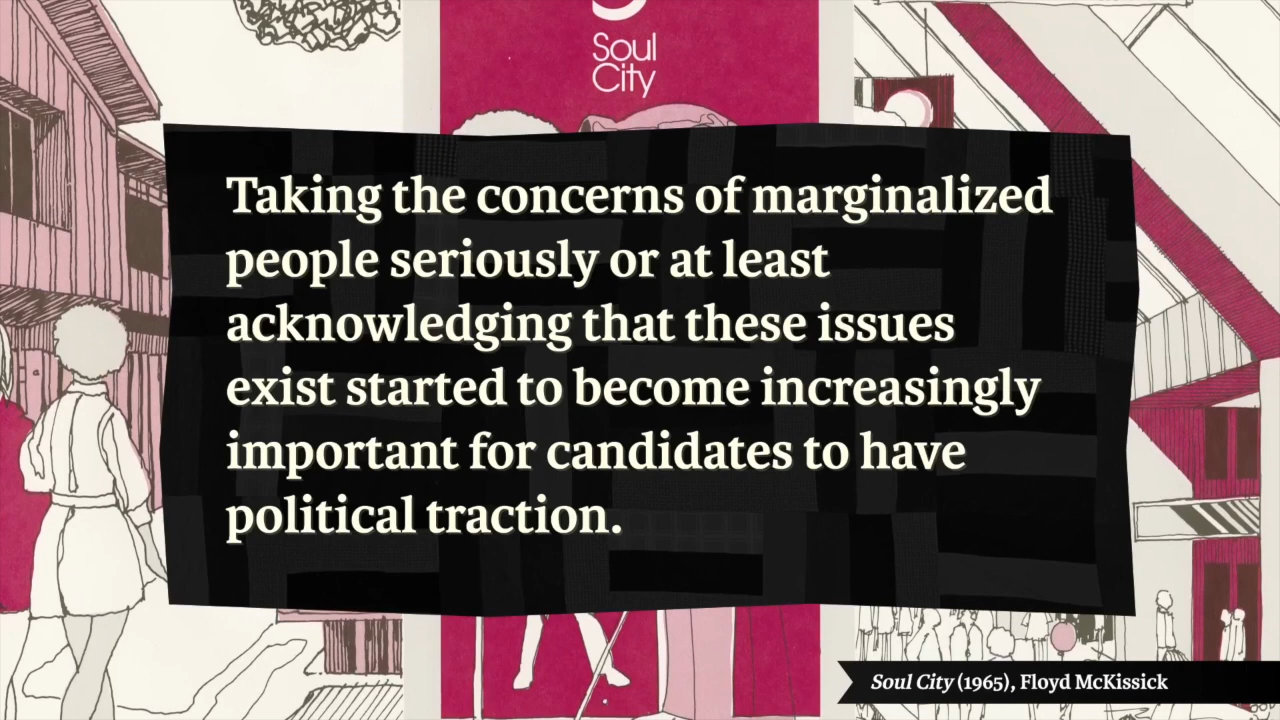 Soul
City
Taking the concerns of marginalized
people seriously or at least
acknowledging that these issues
exist started to become increasingly
important for candidates to have
political traction.
Soul City (1965), Floyd McKissick